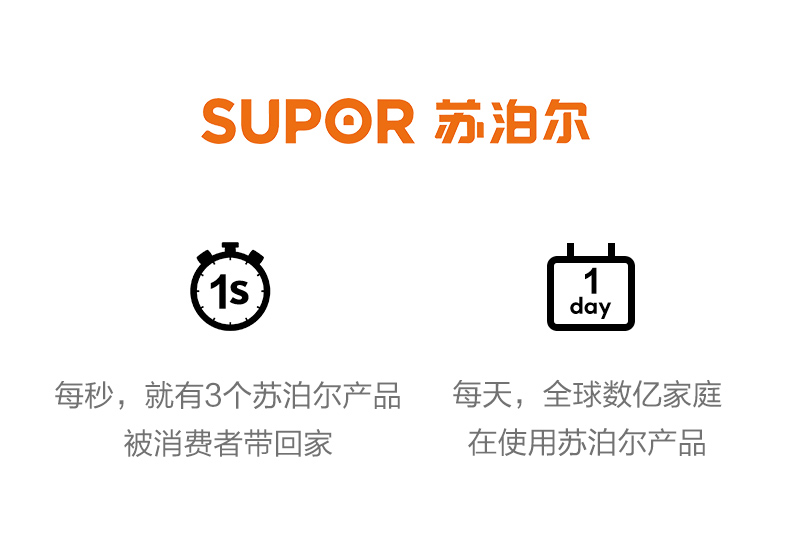 SUPOR 苏泊尔
1s
1
day
每秒，就有3个苏泊尔产品
被消费者带回家
每天，全球数亿家庭
在使用苏泊尔产品